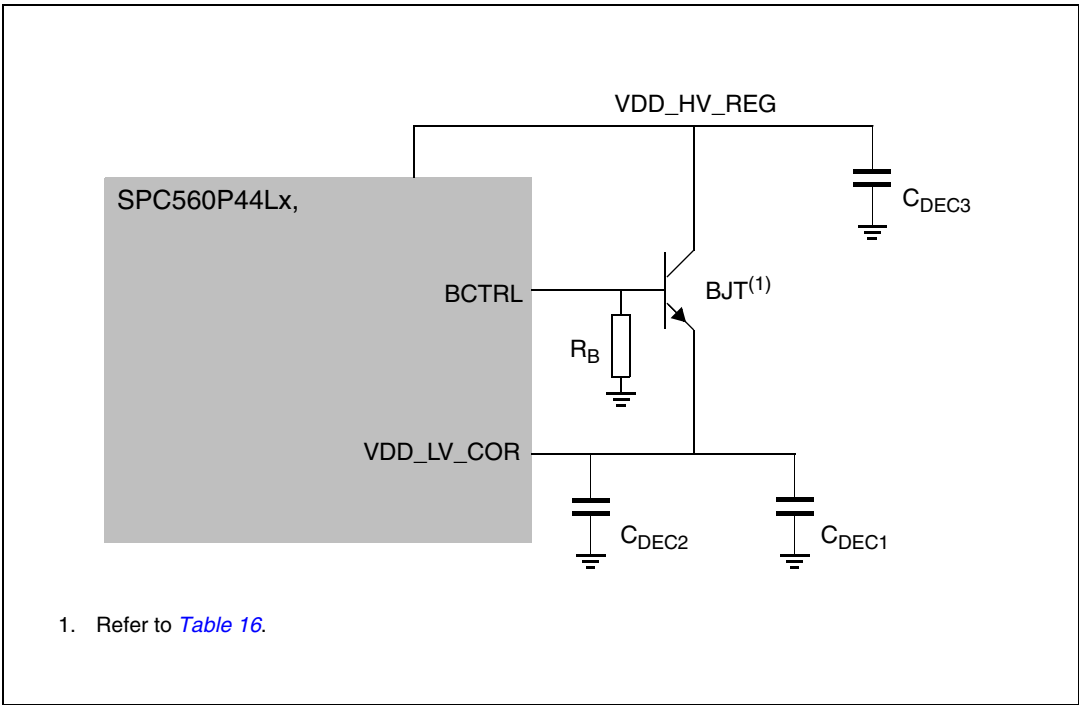 VDD_HV_REG
SPC560P44Lx,
CDEC3
BCTRL
BJT(1)
RB
VDD_LV_COR
CDEC2
CDEC1
1. Refer to Table 16.